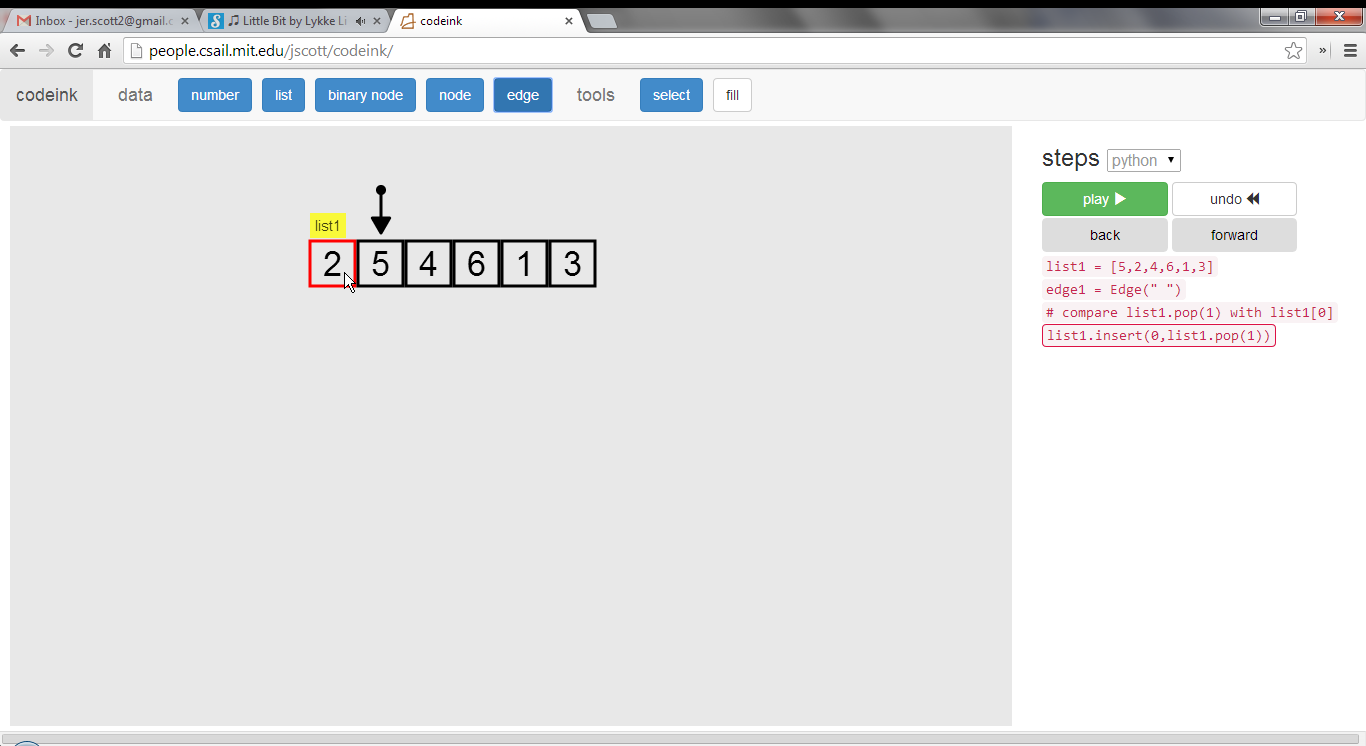 Inbox - jer.scott2@gmail.c
Little Bit by Lykke Li
codeink
people.csail.mit.edu/jscott/codeink/
codeink data number list binary node node edge tools select fill
steps python
play undo
back forward
list1
2 5 4 6 1 3
list1 = [5,2,4,6,1,3]
edge1 = Edge(" ")
# compare list1.pop(1) with list1[0]
list1.insert(0,list1.pop(1))